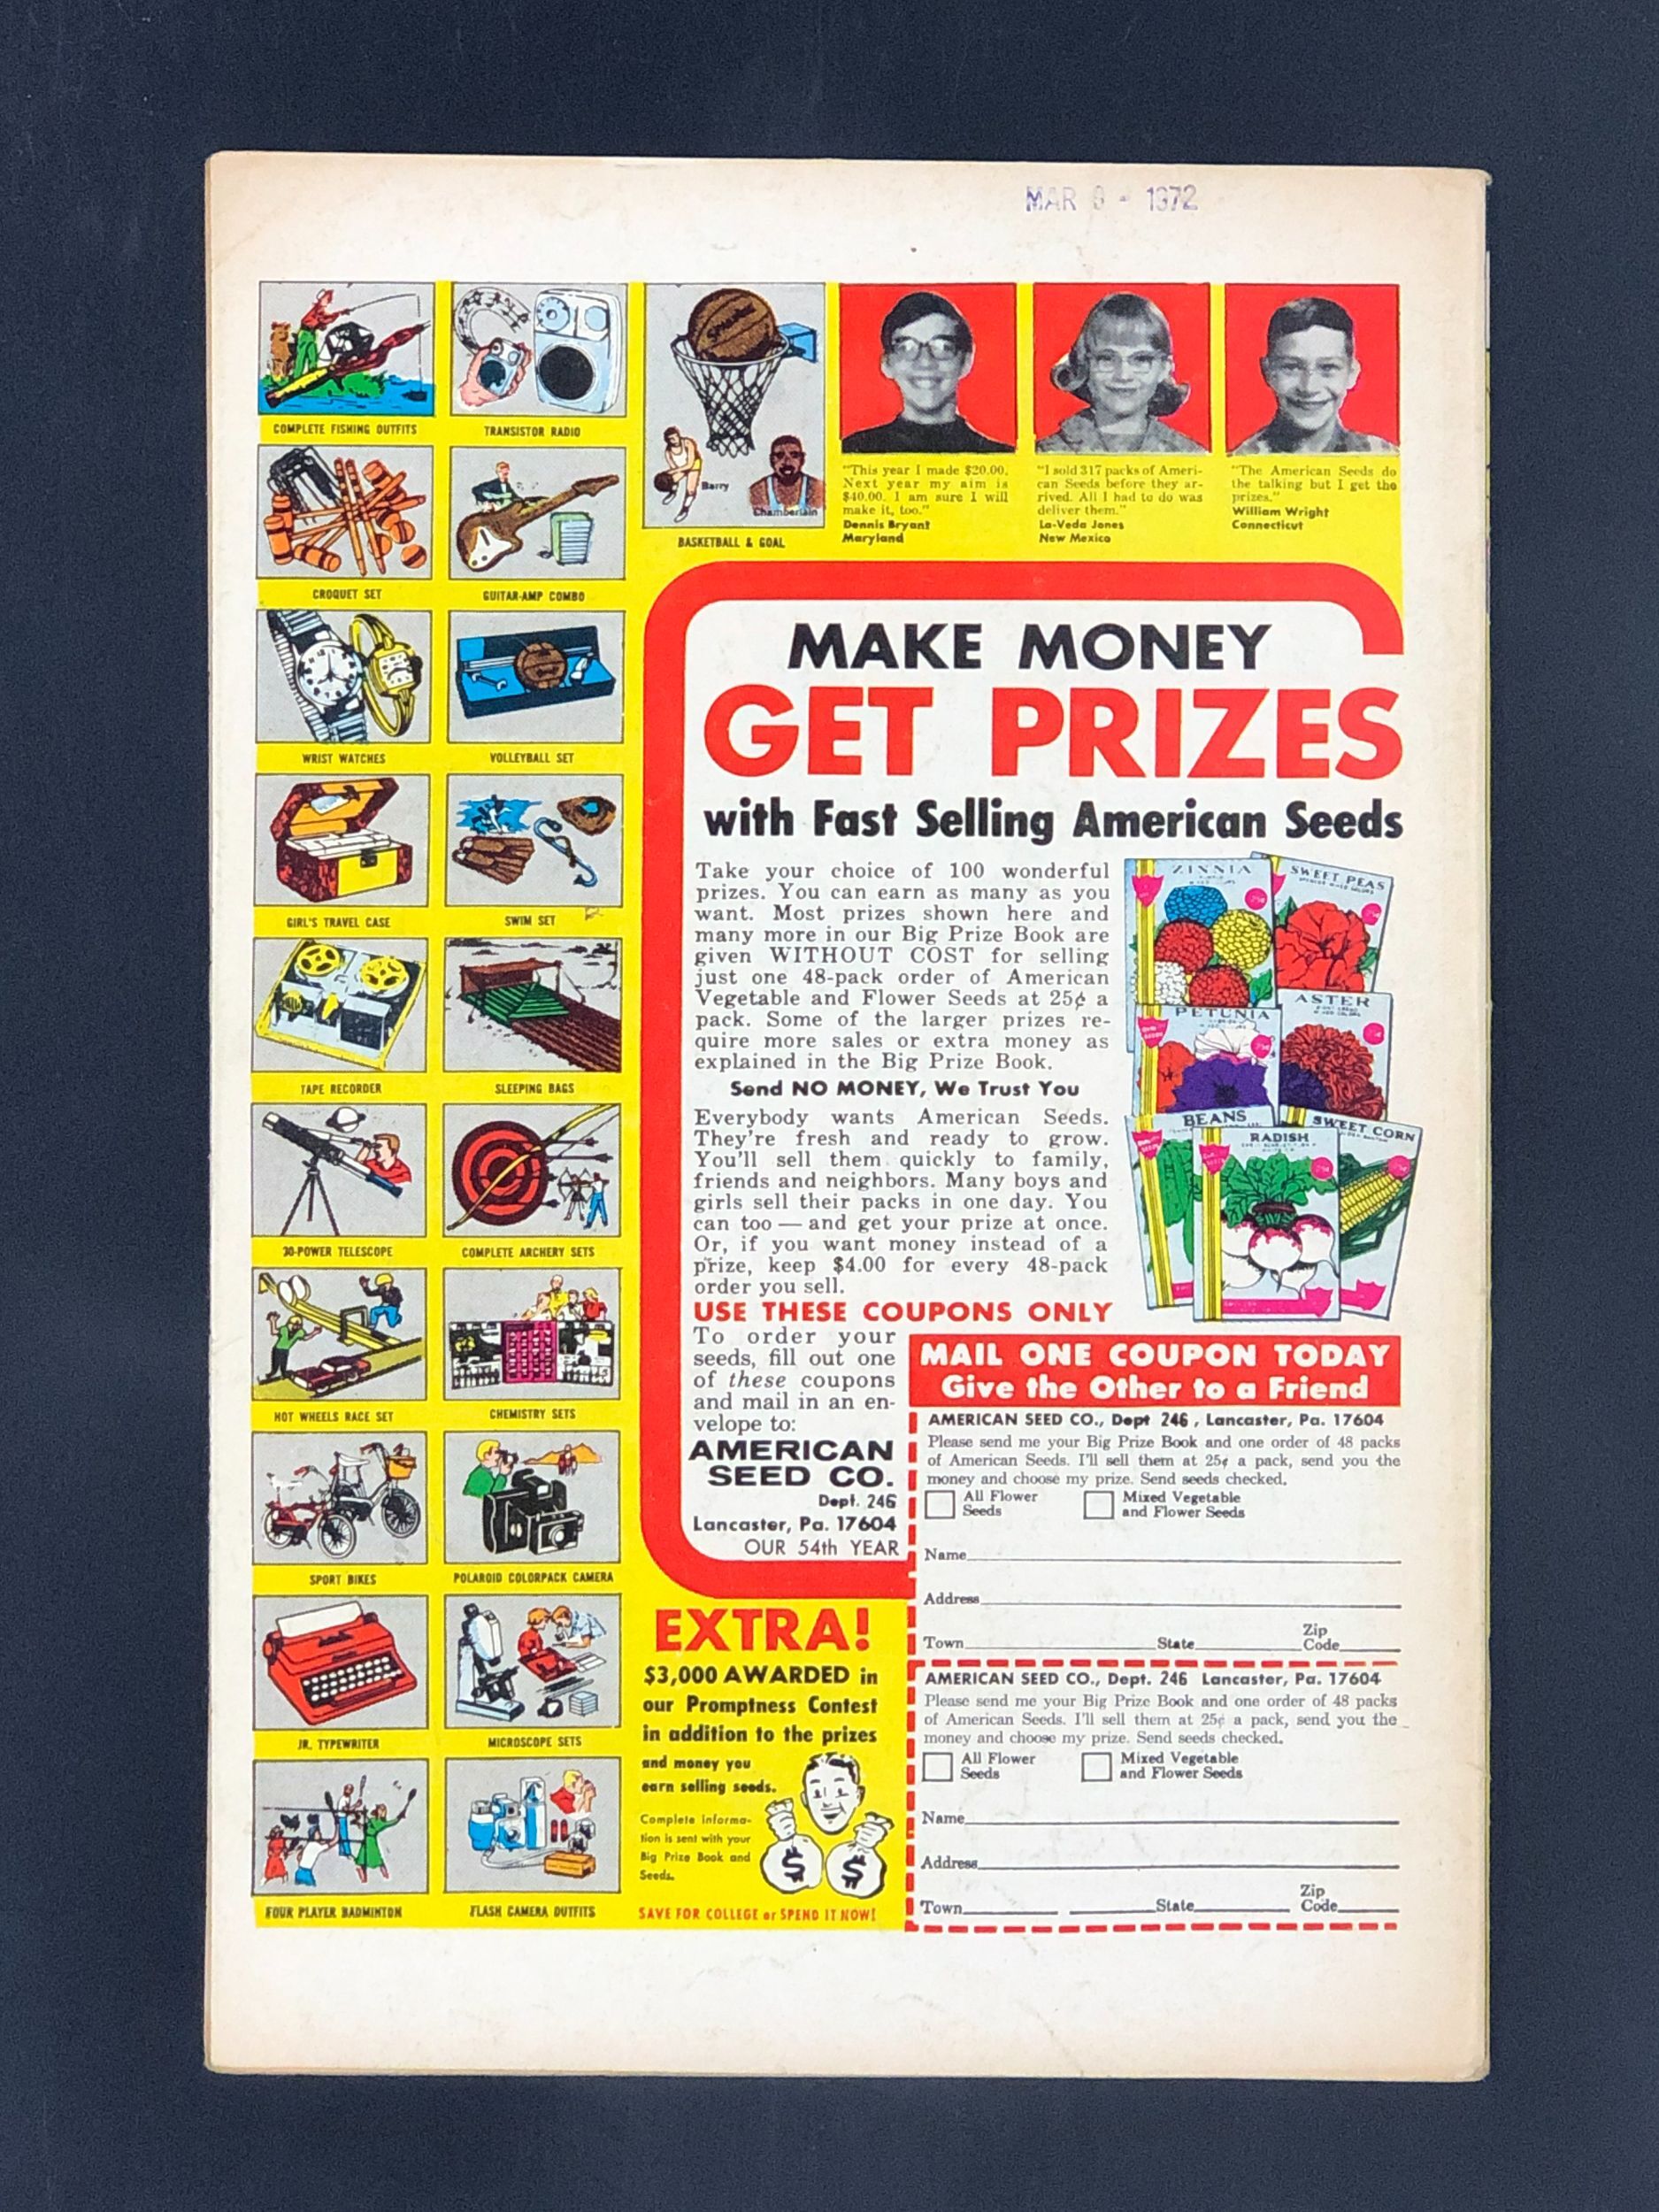 MAR 9 - 1972
COMPLETE FISHING OUTFITS
TRANSISTOR RADIO
Spalding
Barry
Chamberlain
BASKETBALL & GOAL
"This year I made $20.00.
Next year my aim is
$40.00. I am sure I will
make it, too."
Dennis Bryant
Maryland
"I sold 317 packs of Ameri-
can Seeds before they ar-
rived. All I had to do was
deliver them."
La-Veda Jones
New Mexico
"The American Seeds do
the talking but I get the
prizes."
William Wright
Connecticut
CROQUET SET
GUITAR-AMP COMBO
WRIST WATCHES
VOLLEYBALL SET
GIRL'S TRAVEL CASE
SWIM SET
TAPE RECORDER
SLEEPING BAGS
30-POWER TELESCOPE
COMPLETE ARCHERY SETS
HOT WHEELS RACE SET
CHEMISTRY SETS
SPORT BIKES
POLAROID COLORPACK CAMERA
JR. TYPEWRITER
MICROSCOPE SETS
FOUR PLAYER BADMINTON
FLASH CAMERA OUTFITS
MAKE MONEY
GET PRIZES
with Fast Selling American Seeds
Take your choice of 100 wonderful
prizes. You can earn as many as you
want. Most prizes shown here and
many more in our Big Prize Book are
given WITHOUT COST for selling
just one 48-pack order of American
Vegetable and Flower Seeds at 25¢ a
pack. Some of the larger prizes re-
quire more sales or extra money as
explained in the Big Prize Book.
Send NO MONEY, We Trust You
Everybody wants American Seeds.
They're fresh and ready to grow.
You'll sell them quickly to family,
friends and neighbors. Many boys and
girls sell their packs in one day. You
can too — and get your prize at once.
Or, if you want money instead of a
prize, keep $4.00 for every 48-pack
order you sell.
USE THESE COUPONS ONLY
To order your
seeds, fill out one
of these coupons
and mail in an en-
velope to:
AMERICAN
SEED CO.
Dept. 246
Lancaster, Pa. 17604
OUR 54th YEAR
ZINNIA
25¢
SWEET PEAS
25¢
PETUNIA
25¢
ASTER
BEANS
RADISH
25¢
SWEET CORN
25¢
MAIL ONE COUPON TODAY
Give the Other to a Friend
AMERICAN SEED CO., Dept 246, Lancaster, Pa. 17604
Please send me your Big Prize Book and one order of 48 packs
of American Seeds. I'll sell them at 25¢ a pack, send you the
money and choose my prize. Send seeds checked.
All Flower
Seeds
Mixed Vegetable
and Flower Seeds
Name
Address
Town State Zip Code
AMERICAN SEED CO., Dept. 246 Lancaster, Pa. 17604
Please send me your Big Prize Book and one order of 48 packs
of American Seeds. I'll sell them at 25¢ a pack, send you the
money and choose my prize. Send seeds checked.
All Flower
Seeds
Mixed Vegetable
and Flower Seeds
Name
Address
Town State Zip Code
EXTRA!
$3,000 AWARDED in
our Promptness Contest
in addition to the prizes
and money you
earn selling seeds.
Complete informa-
tion is sent with your
Big Prize Book and
Seeds.
$ $
SAVE FOR COLLEGE or SPEND IT NOW!